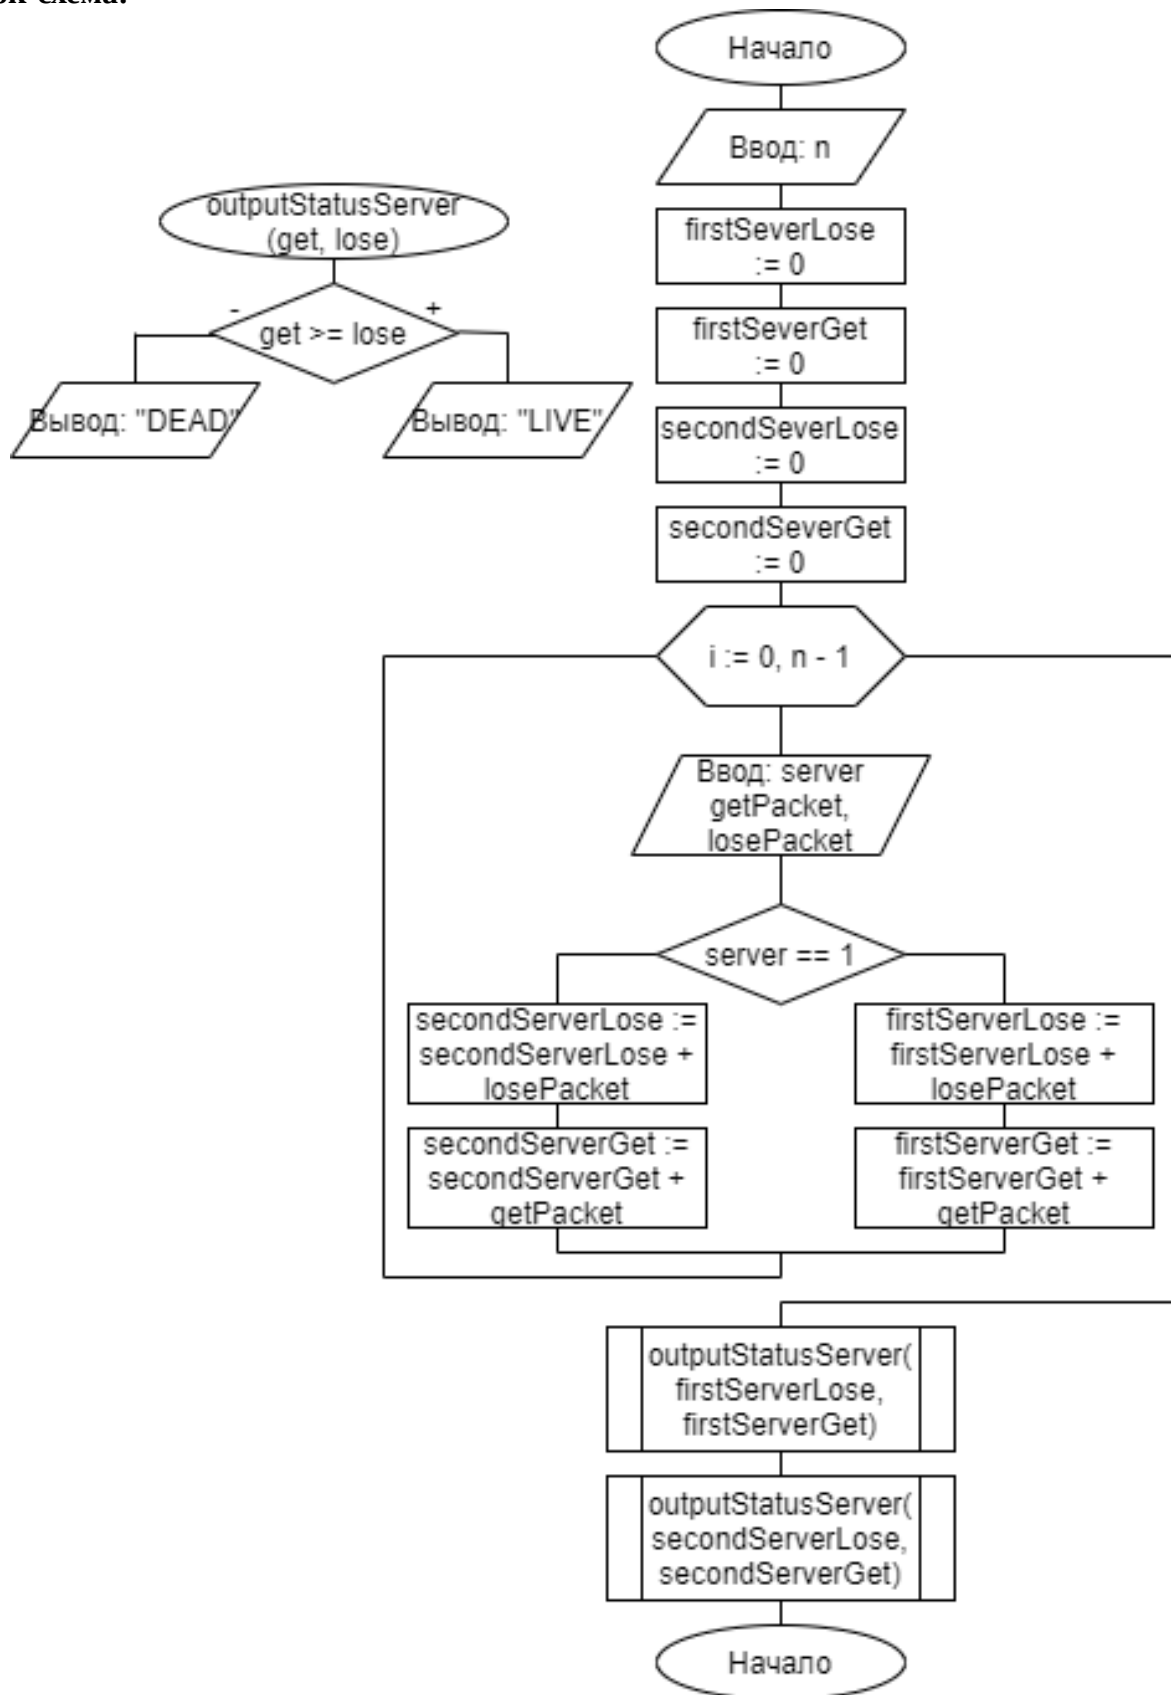 ок-схема:
Начало
Ввод: n
outputStatusServer
(get, lose)
-
+
get >= lose
Вывод: "DEAD"
Вывод: "LIVE"
firstSeverLose
:= 0
firstSeverGet
:= 0
secondSeverLose
:= 0
secondSeverGet
:= 0
i := 0, n - 1
Ввод: server
getPacket,
losePacket
server == 1
secondServerLose :=
secondServerLose +
losePacket
secondServerGet :=
secondServerGet +
getPacket
firstServerLose :=
firstServerLose +
losePacket
firstServerGet :=
firstServerGet +
getPacket
outputStatusServer(
firstServerLose,
firstServerGet)
outputStatusServer(
secondServerLose,
secondServerGet)
Начало